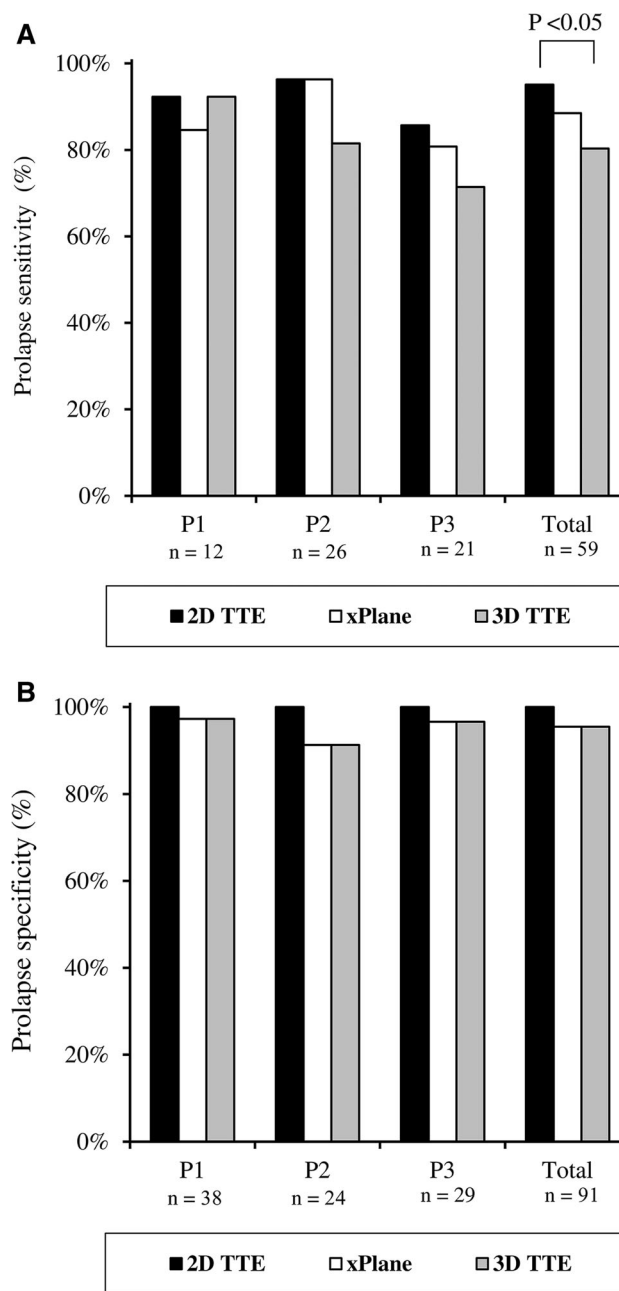 A
P <0.05
Prolapse sensitivity (%)
100%
80%
60%
40%
20%
0%
P1 P2 P3 Total
n = 12 n = 26 n = 21 n = 59
2D TTE xPlane 3D TTE
B
Prolapse specificity (%)
100%
80%
60%
40%
20%
0%
P1 P2 P3 Total
n = 38 n = 24 n = 29 n = 91
2D TTE xPlane 3D TTE